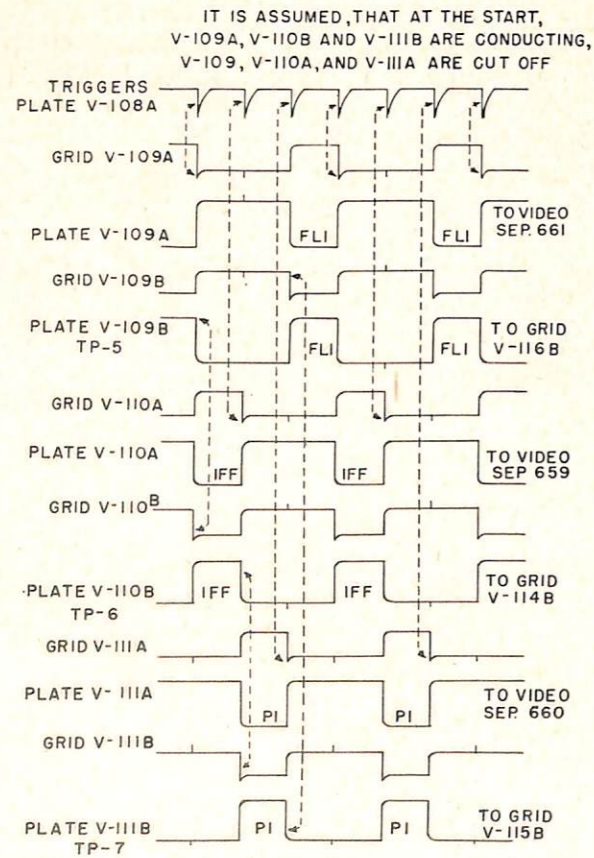 IT IS ASSUMED, THAT AT THE START,
V-109A, V-110B AND V-111B ARE CONDUCTING,
V-109, V-110A, AND V-111A ARE CUT OFF
TRIGGERS
PLATE V-108A
GRID V-109A
PLATE V-109A
FLI
FLI
TO VIDEO
SEP. 661
GRID V-109B
PLATE V-109B
TP-5
FLI
FLI
TO GRID
V-116B
GRID V-110A
PLATE V-110A
IFF
IFF
TO VIDEO
SEP 659
GRID V-110B
PLATE V-110B
TP-6
IFF
IFF
TO GRID
V-114B
GRID V-111A
PLATE V-111A
PI
PI
TO VIDEO
SEP. 660
GRID V-111B
PLATE V-111B
TP-7
PI
PI
TO GRID
V-115B